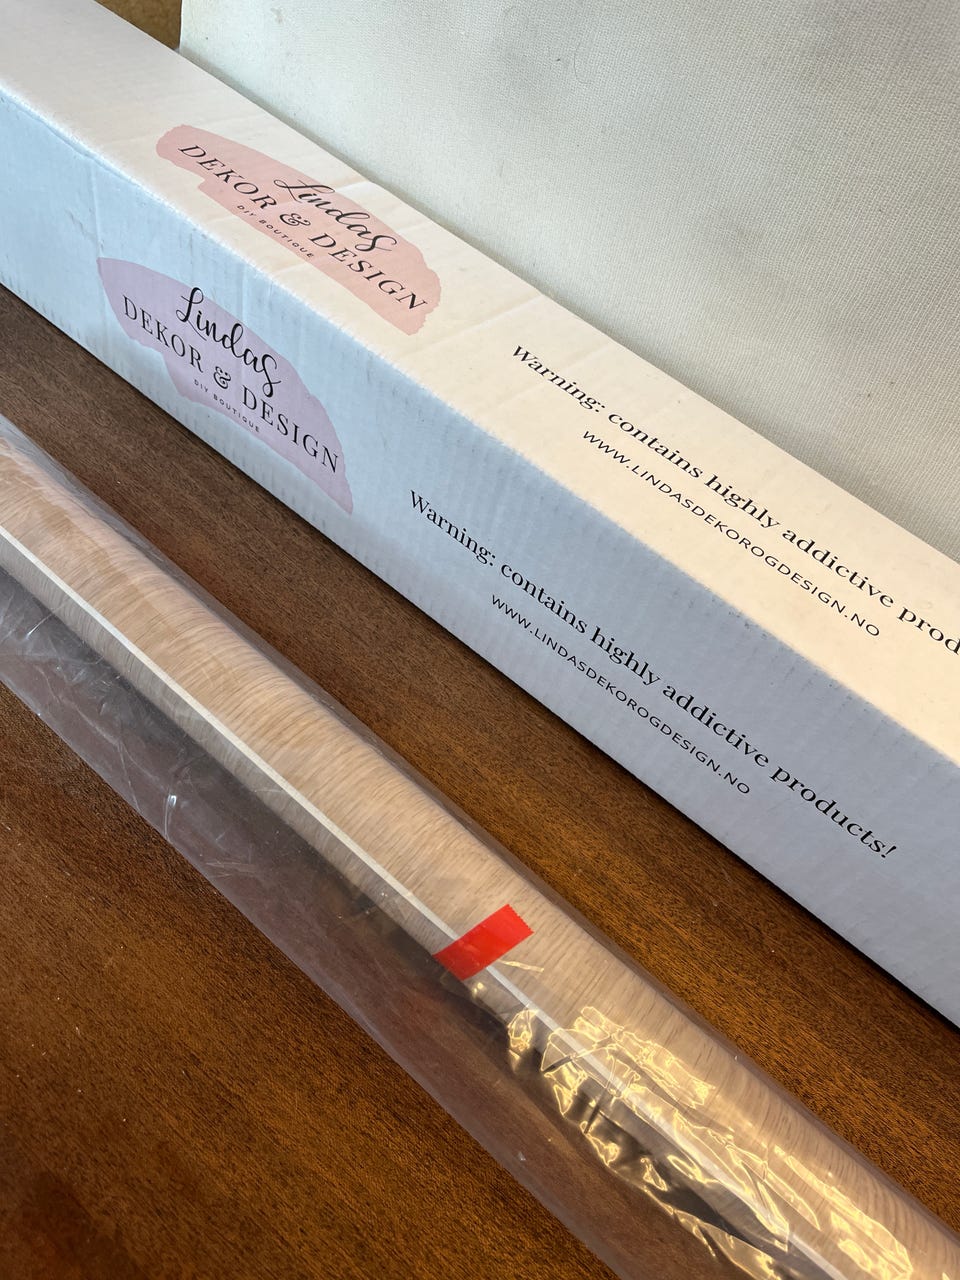 Lindas
DEKOR & DESIGN
DIY BOUTIQUE
Warning: contains highly addictive prod
WWW.LINDASDEKOROGDESIGN.NO
Lindas
DEKOR & DESIGN
DIY BOUTIQUE
Warning: contains highly addictive products!
WWW.LINDASDEKOROGDESIGN.NO